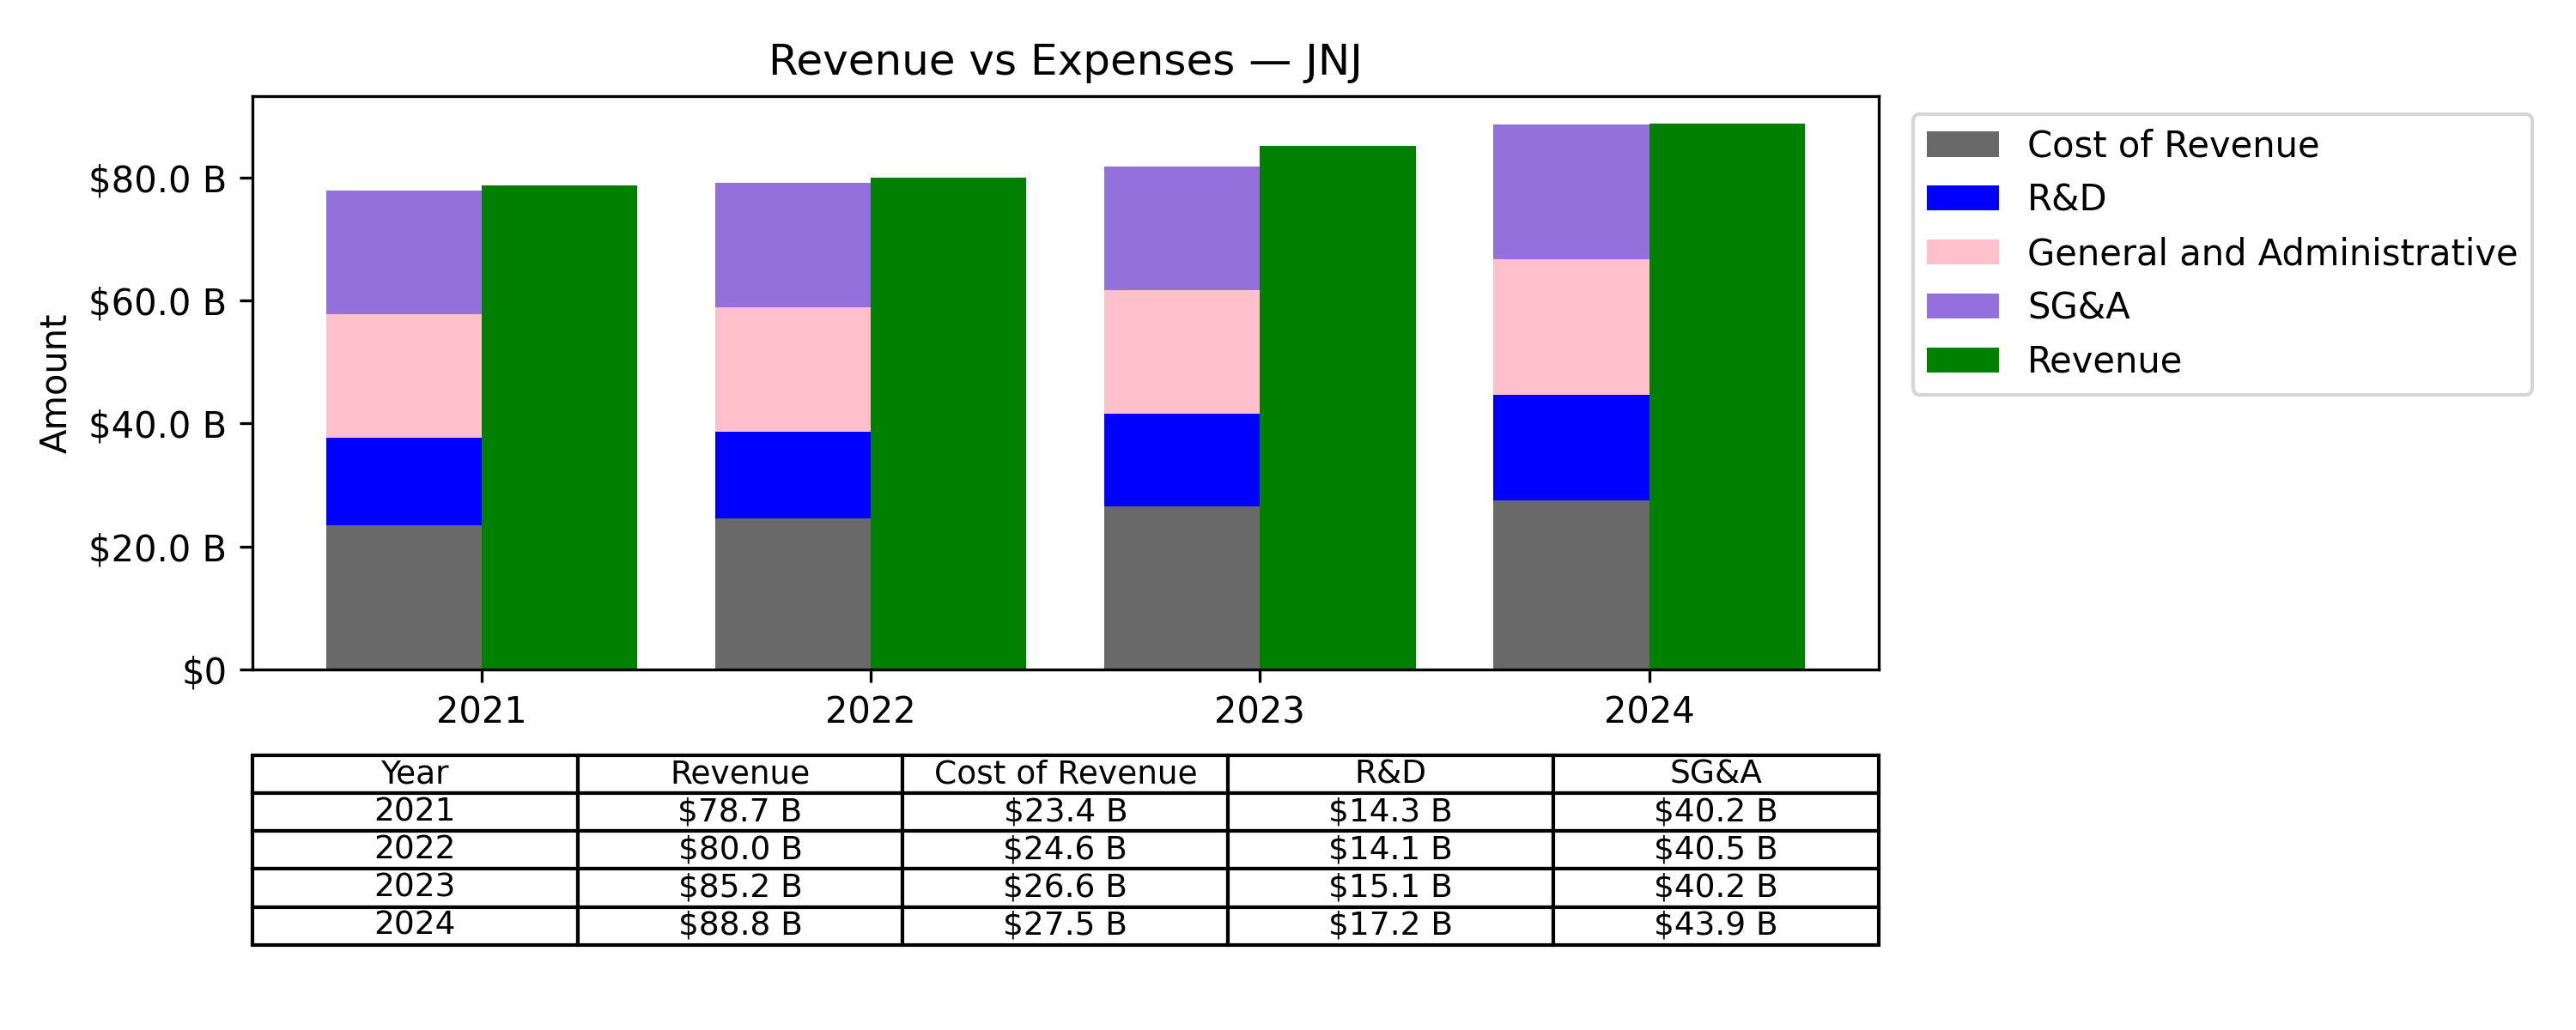 Revenue vs Expenses — JNJ
Amount
$80.0 B
$60.0 B
$40.0 B
$20.0 B
$0
2021 2022 2023 2024
Cost of Revenue
R&D
General and Administrative
SG&A
Revenue
Year Revenue Cost of Revenue R&D SG&A
2021 $78.7 B $23.4 B $14.3 B $40.2 B
2022 $80.0 B $24.6 B $14.1 B $40.5 B
2023 $85.2 B $26.6 B $15.1 B $40.2 B
2024 $88.8 B $27.5 B $17.2 B $43.9 B